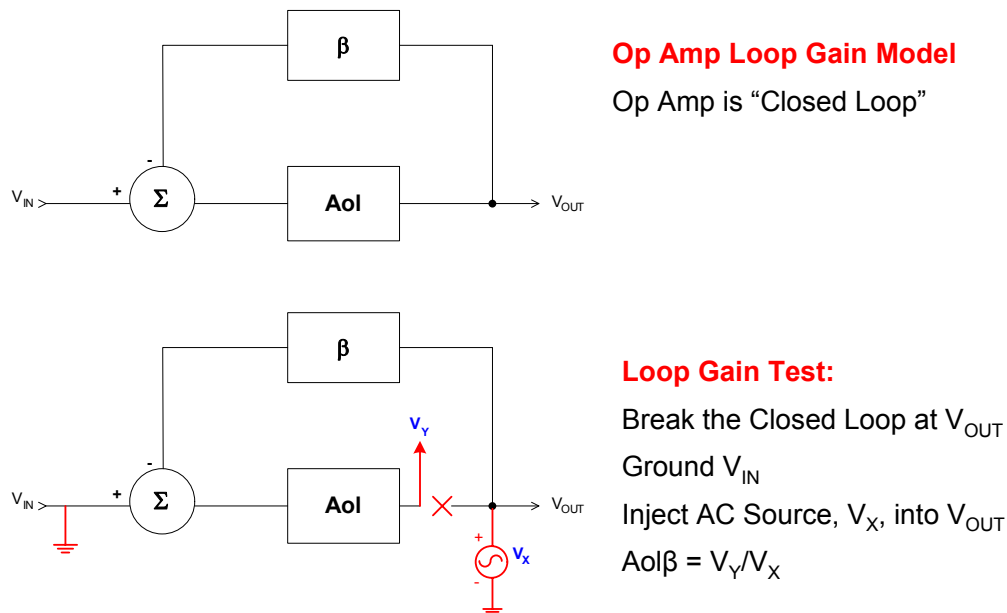 β
Op Amp Loop Gain Model
Op Amp is “Closed Loop”
-
V_IN + Σ Aol V_OUT
β
Loop Gain Test:
Break the Closed Loop at V_OUT
V_Y
-
Ground V_IN
V_IN + Σ Aol V_OUT
Inject AC Source, V_X, into V_OUT
+
V_X
-
Aolβ = V_Y/V_X